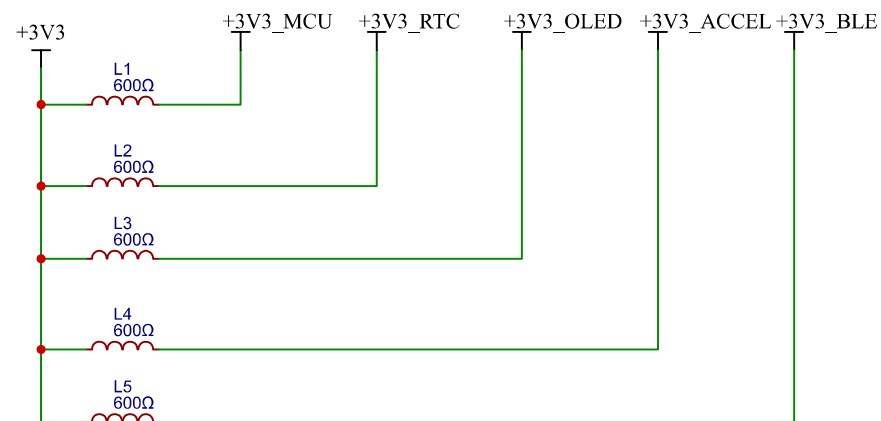 +3V3 +3V3_MCU +3V3_RTC +3V3_OLED +3V3_ACCEL +3V3_BLE
L1
600Ω
L2
600Ω
L3
600Ω
L4
600Ω
L5
600Ω